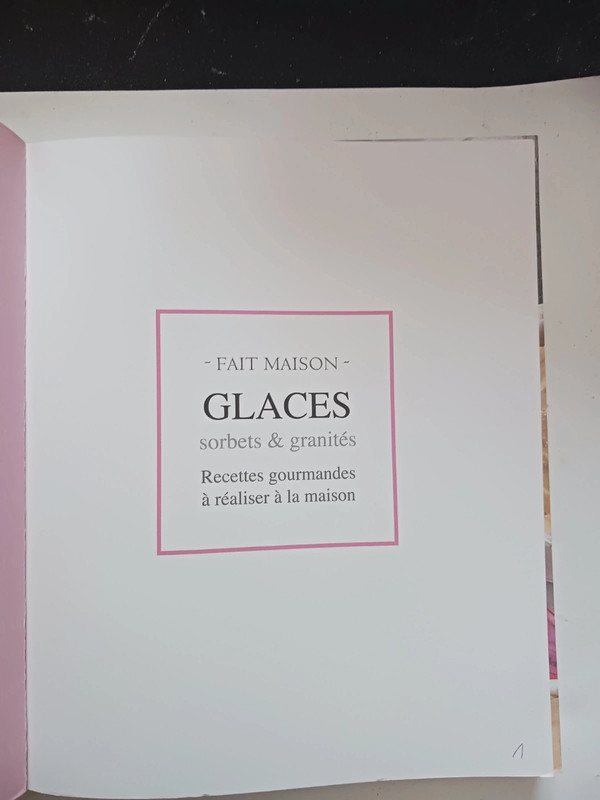 - FAIT MAISON -
GLACES
sorbets & granités
Recettes gourmandes
à réaliser à la maison
1